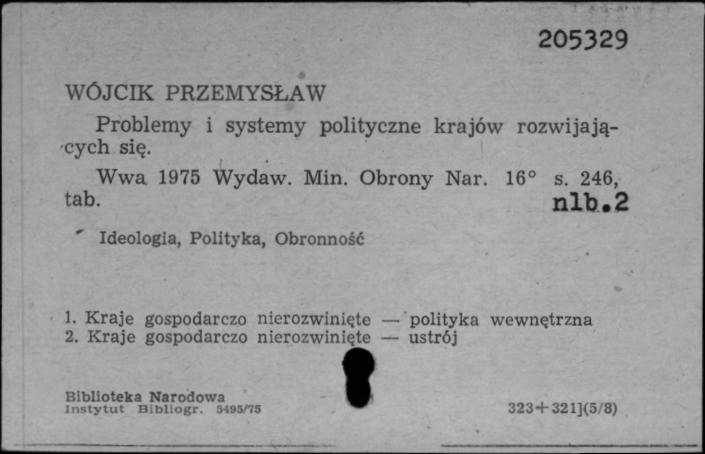 205329
WÓJCIK PRZEMYSŁAW
Problemy i systemy polityczne krajów rozwijają-
cych się.
Wwa 1975 Wydaw. Min. Obrony Nar. 16° s. 246,
tab. nlb.2
Ideologia, Polityka, Obronność
1. Kraje gospodarczo nierozwinięte — polityka wewnętrzna
2. Kraje gospodarczo nierozwinięte — ustrój
Biblioteka Narodowa
Instytut Bibliogr. 5495/75 323+321](5/8)